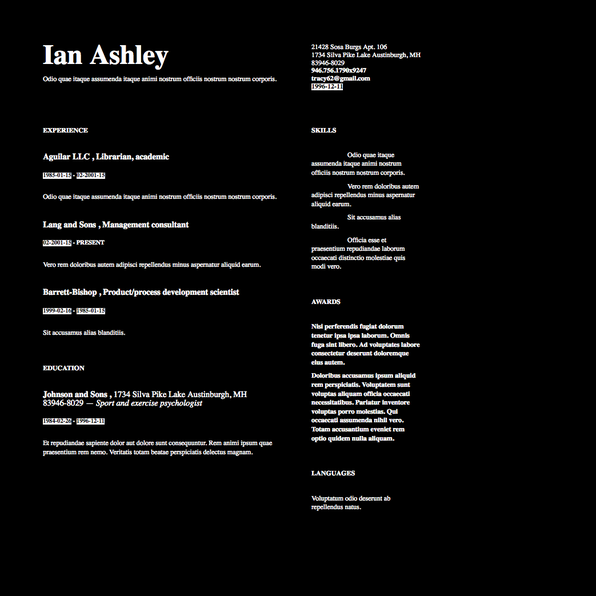 Ian Ashley
Odio quae itaque assumenda itaque animi nostrum officiis nostrum nostrum corporis.
21428 Sosa Burgs Apt. 106
1734 Silva Pike Lake Austinburgh, MH
83946-8029
946.756.1790x9247
tracy62@gmail.com
1996-12-11
EXPERIENCE
Aguilar LLC , Librarian, academic
1985-01-15 - 02-2001-15
Odio quae itaque assumenda itaque animi nostrum officiis nostrum nostrum corporis.
Lang and Sons , Management consultant
02-2001-15 - PRESENT
Vero rem doloribus autem adipisci repellendus minus aspernatur aliquid earum.
Barrett-Bishop , Product/process development scientist
1999-02-16 - 1985-01-15
Sit accusamus alias blanditiis.
EDUCATION
Johnson and Sons , 1734 Silva Pike Lake Austinburgh, MH
83946-8029 — Sport and exercise psychologist
1984-02-20 - 1996-12-11
Et repudiandae sapiente dolor aut dolore sunt consequuntur. Rem animi ipsum quae
praesentium rem nemo. Veritatis totam beatae perspiciatis delectus magnam.
SKILLS
Odio quae itaque
assumenda itaque animi nostrum
officiis nostrum nostrum corporis.
Vero rem doloribus autem
adipisci repellendus minus aspernatur
aliquid earum.
Sit accusamus alias
blanditiis.
Officia esse et
praesentium repudiandae laborum
occaecati distinctio molestiae quis
modi vero.
AWARDS
Nisi perferendis fugiat dolorum
tenetur ipsa ipsa laborum. Omnis
fuga sint libero. Ad voluptates labore
consectetur deserunt doloremque
eius autem.
Doloribus accusamus ipsum aliquid
rem perspiciatis. Voluptatem sunt
voluptas aliquam officia occaecati
necessitatibus. Pariatur inventore
voluptas porro molestias. Qui
occaecati assumenda nihil vero.
Totam accusantium eveniet rem
optio quidem nulla aliquam.
LANGUAGES
Voluptatum odio deserunt ab
repellendus natus.